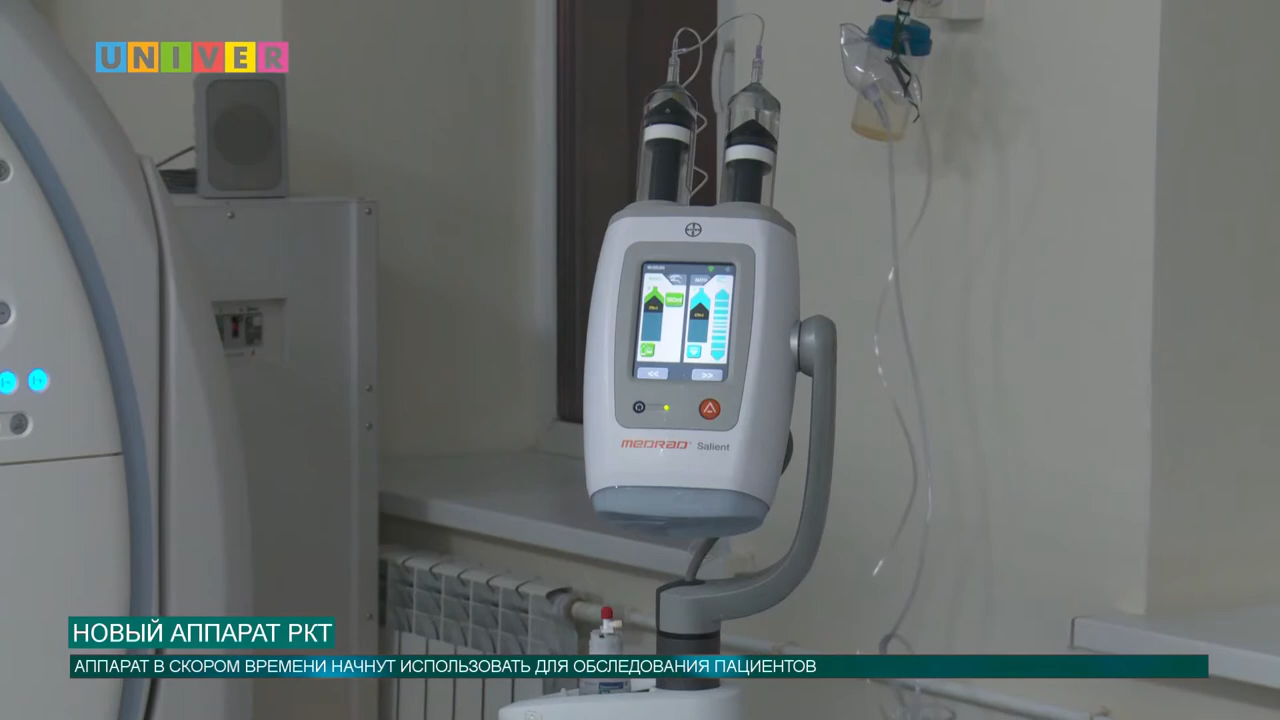 UNIVER
<<
>>
MEDRAD® Salient
НОВЫЙ АППАРАТ РКТ
АППАРАТ В СКОРОМ ВРЕМЕНИ НАЧНУТ ИСПОЛЬЗОВАТЬ ДЛЯ ОБСЛЕДОВАНИЯ ПАЦИЕНТОВ